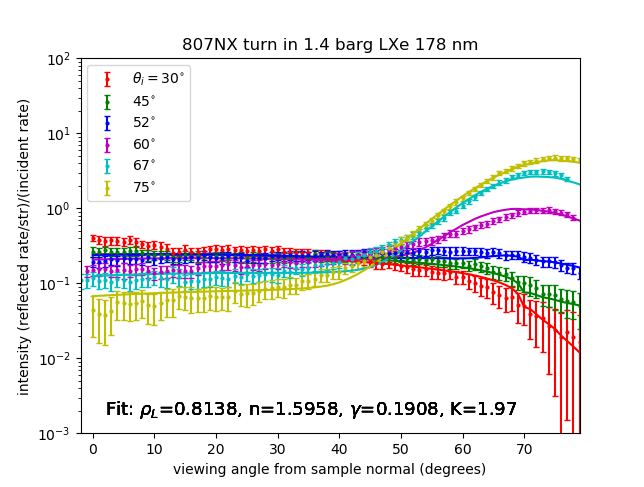 807NX turn in 1.4 barg LXe 178 nm
intensity (reflected rate/str)/(incident rate)
10²
10¹
10⁰
10⁻¹
10⁻²
10⁻³
θᵢ = 30°
45°
52°
60°
67°
75°
Fit: ρ_L=0.8138, n=1.5958, γ=0.1908, K=1.97
0 10 20 30 40 50 60 70
viewing angle from sample normal (degrees)